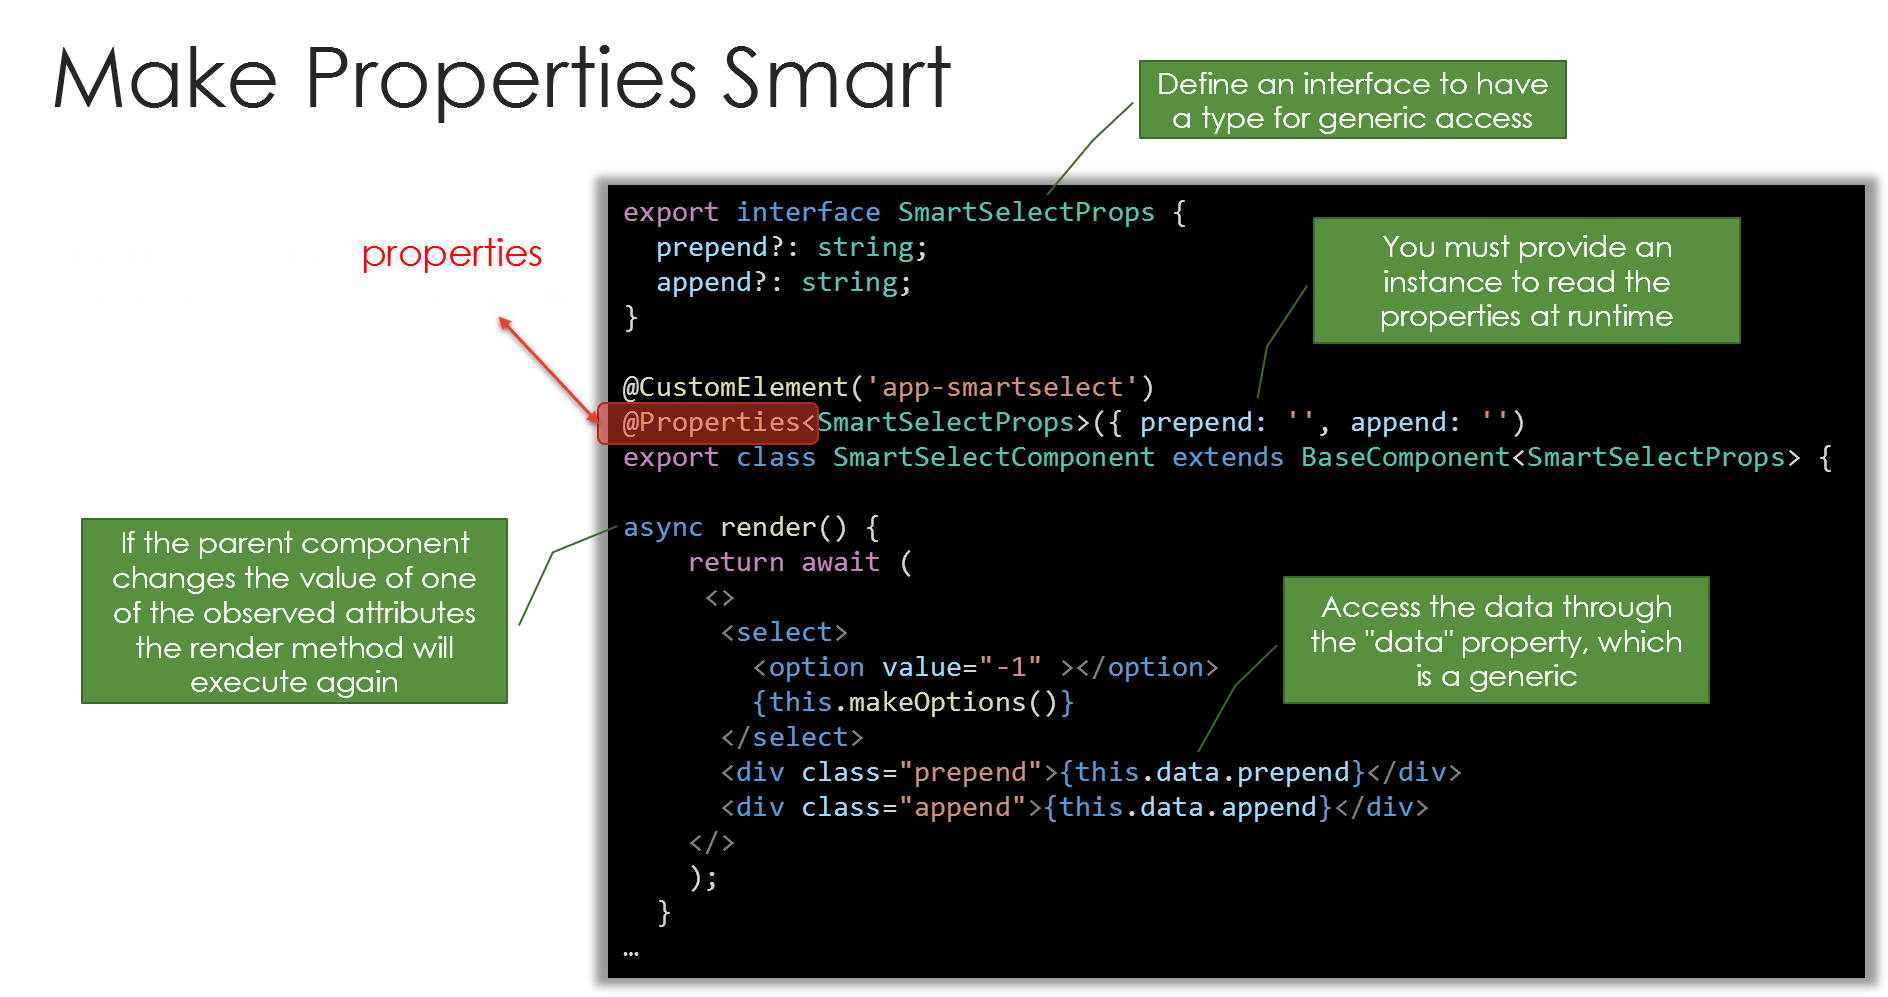 Make Properties Smart
Define an interface to have
a type for generic access
properties
You must provide an
instance to read the
properties at runtime
If the parent component
changes the value of one
of the observed attributes
the render method will
execute again
Access the data through
the "data" property, which
is a generic
export interface SmartSelectProps {
  prepend?: string;
  append?: string;
}
@CustomElement('app-smartselect')
@Properties<SmartSelectProps>({ prepend: '', append: '')
export class SmartSelectComponent extends BaseComponent<SmartSelectProps> {
async render() {
    return await (
     <>
      <select>
        <option value="-1" ></option>
        {this.makeOptions()}
      </select>
      <div class="prepend">{this.data.prepend}</div>
      <div class="append">{this.data.append}</div>
    </>
    );
  }
…